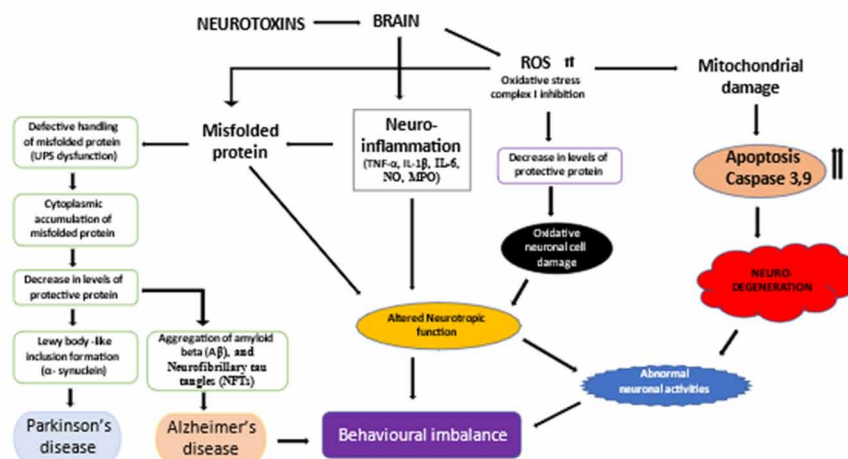 NEUROTOXINS
BRAIN
ROS
Oxidative stress
complex I inhibition
Mitochondrial
damage
Defective handling
of misfolded protein
(UPS dysfunction)
Misfolded
protein
Neuro-
inflammation
(TNF-α, IL-1β, IL-6,
NO, MPO)
Decrease in levels of
protective protein
Apoptosis
Caspase 3,9
Cytoplasmic
accumulation of
misfolded protein
Oxidative
neuronal cell
damage
Decrease in levels of
protective protein
NEURO-
DEGENERATION
Altered Neurotropic
function
Lewy body -like
inclusion formation
(α- synuclein)
Aggregation of amyloid
beta (Aβ), and
Neurofibrillary tau
tangles (NFTs)
Abnormal
neuronal activities
Parkinson's
disease
Alzheimer's
disease
Behavioural imbalance